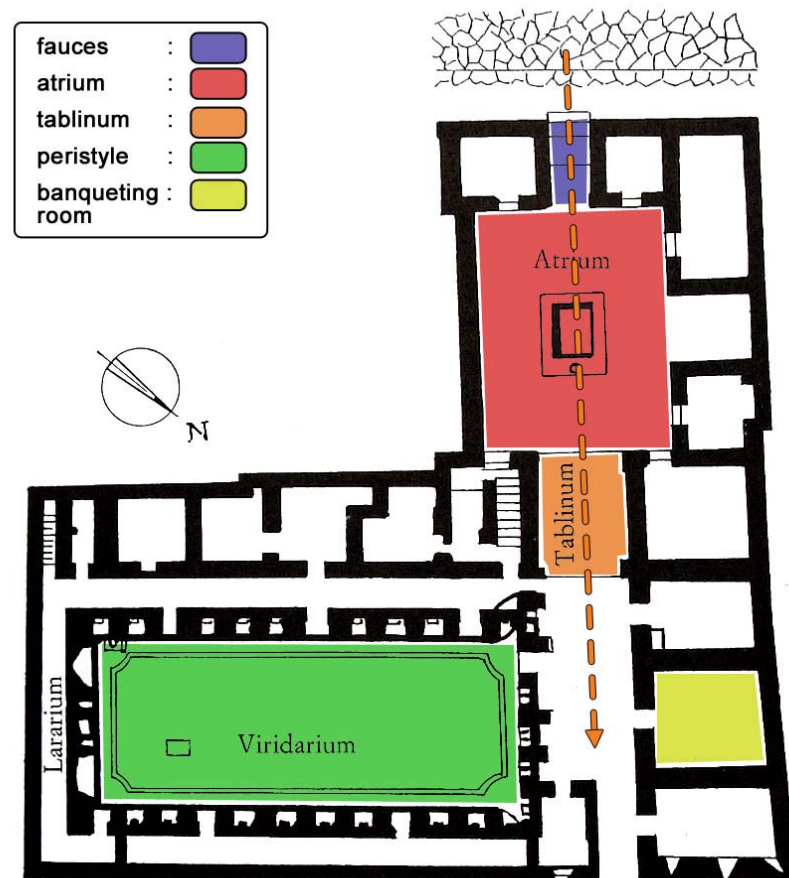 fauces :
atrium :
tablinum :
peristyle :
banqueting :
room
Atrium
N
Tablinum
Lararium
Viridarium